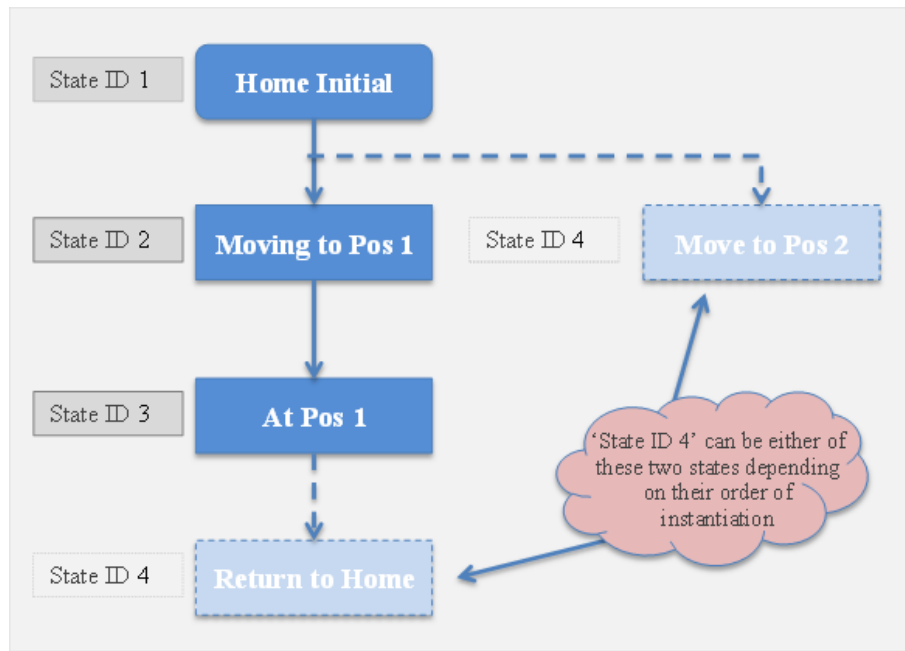 State ID 1
Home Initial
State ID 2
Moving to Pos 1
State ID 4
Move to Pos 2
State ID 3
At Pos 1
'State ID 4' can be either of
these two states depending
on their order of
instantiation
State ID 4
Return to Home